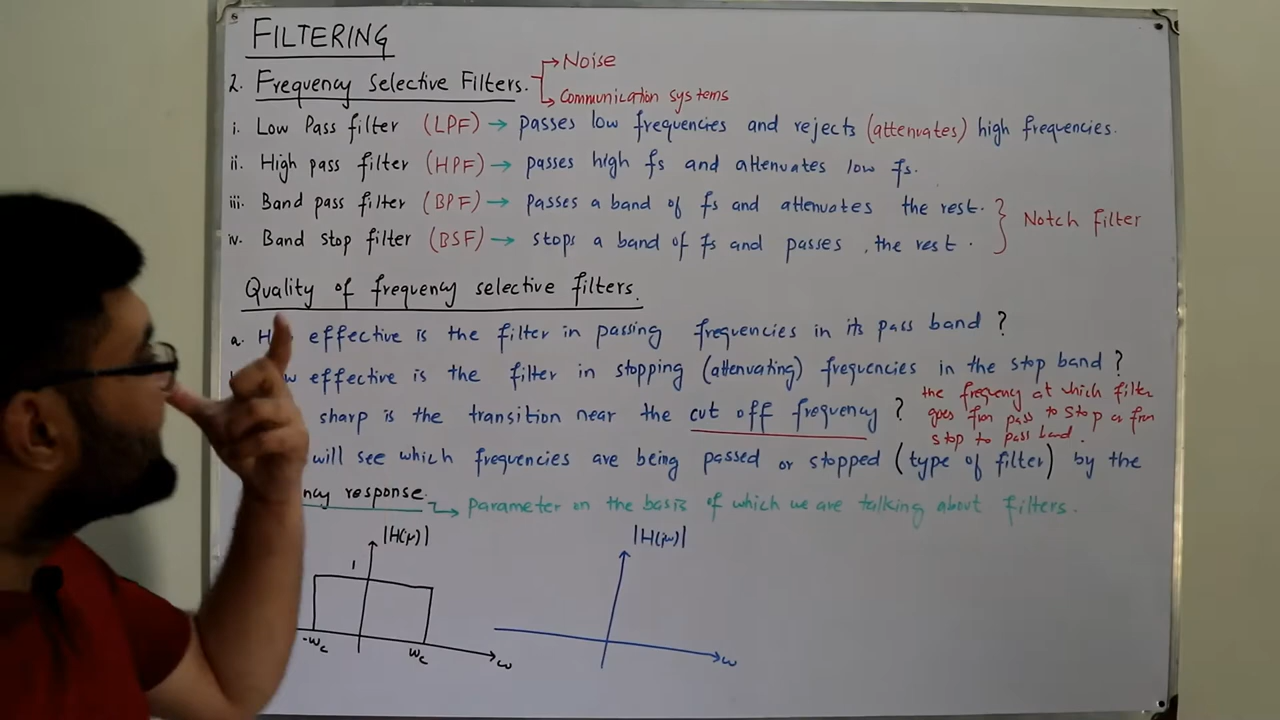 FILTERING
2. Frequency Selective Filters.
→ Noise
→ Communication systems
i. Low Pass filter (LPF) → passes low frequencies and rejects (attenuates) high frequencies.
ii. High pass filter (HPF) → passes high fs and attenuates low fs.
iii. Band pass filter (BPF) → Passes a band of fs and attenuates the rest.
iv. Band stop filter (BSF) → stops a band of fs and passes the rest.
} Notch Filter
Quality of frequency selective filters.
a. effective is the filter in passing frequencies in its pass band ?
effective is the filter in stopping (attenuating) frequencies in the stop band ?
sharp is the transition near the cut off frequency ?
the frequency at which filter
goes from pass to stop or from
stop to pass band.
will see which frequencies are being passed or stopped (type of filter) by the
response. → Parameter on the basis of which we are talking about filters.
|H(jω)|
1
-ωc ωc ω
|H(jω)|
ω